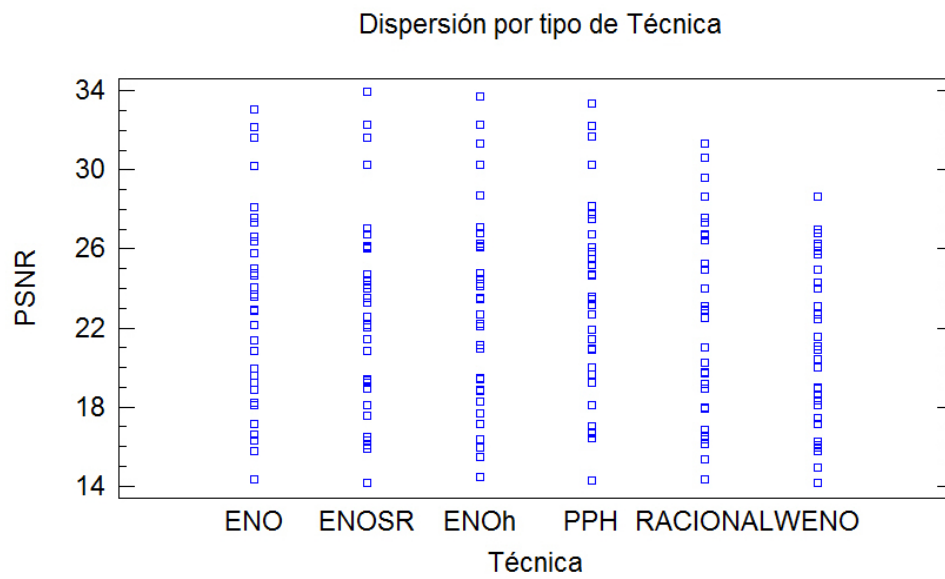 Dispersión por tipo de Técnica
34
30
26
22
18
14
PSNR
ENO ENOSR ENOh PPH RACIONALWENO
Técnica